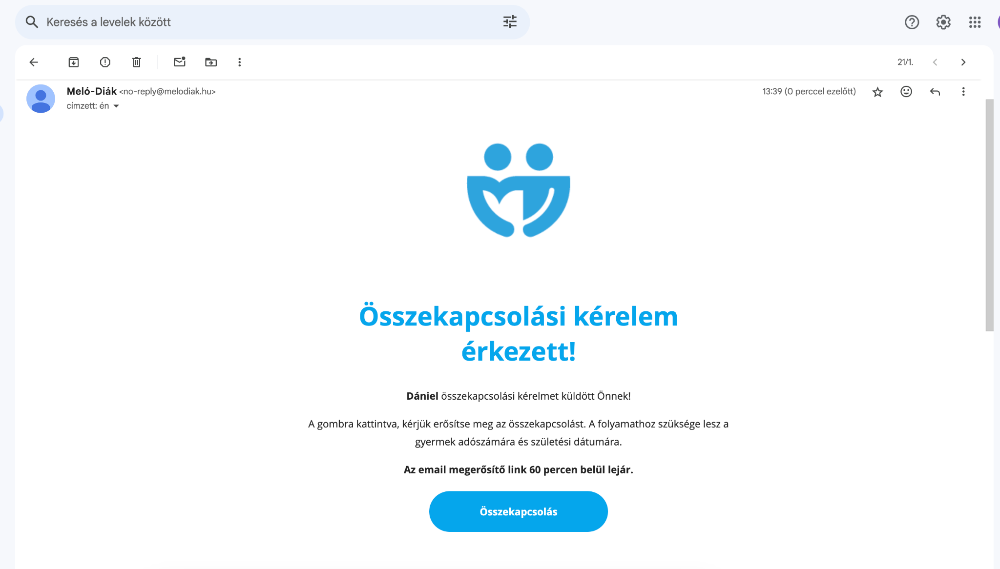 Keresés a levelek között
21/1.
Meló-Diák <no-reply@melodiak.hu>
13:39 (0 perccel ezelőtt)
címzett: én
Összekapcsolási kérelem
érkezett!
Dániel összekapcsolási kérelmet küldött Önnek!
A gombra kattintva, kérjük erősítse meg az összekapcsolást. A folyamathoz szüksége lesz a
gyermek adószámára és születési dátumára.
Az email megerősítő link 60 percen belül lejár.
Összekapcsolás